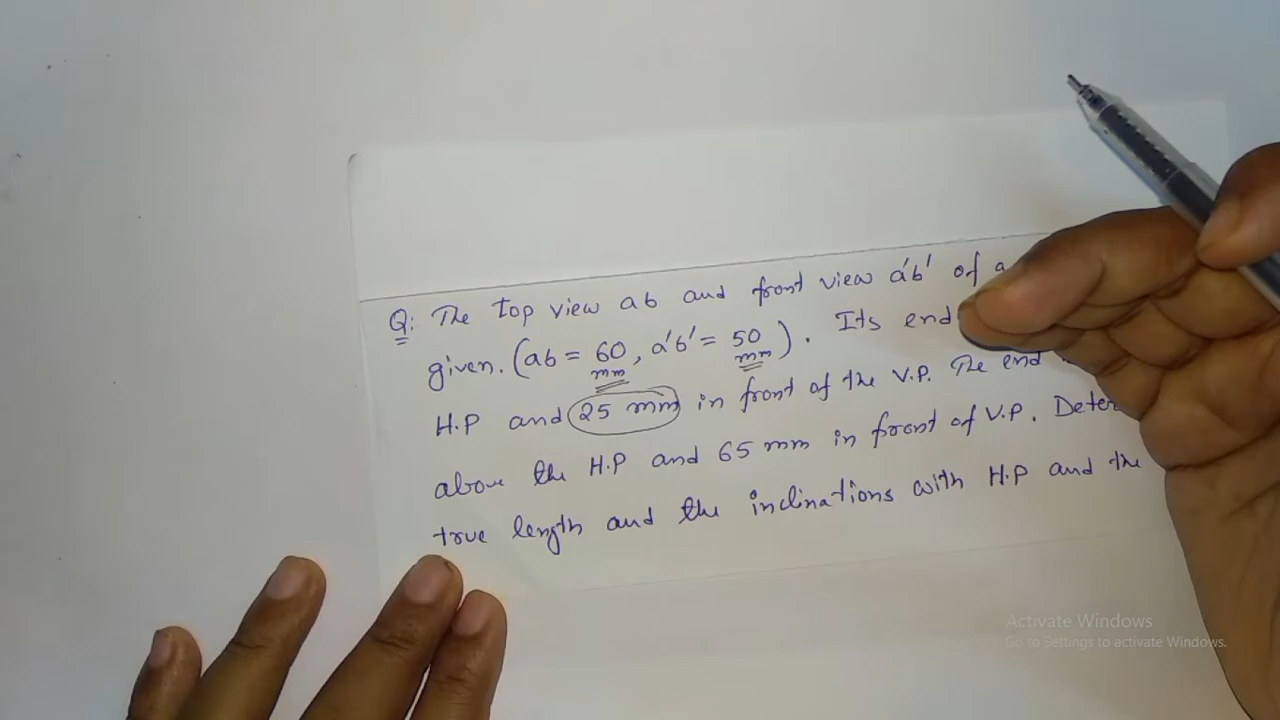 Q: The top view ab and front view a'b' of a
given. (ab = 60 mm, a'b' = 50 mm). Its end
H.P and 25 mm in front of the V.P. The end
above the H.P and 65 mm in front of V.P. Deter
true length and the inclinations with H.P and the
Activate Windows
Go to Settings to activate Windows.